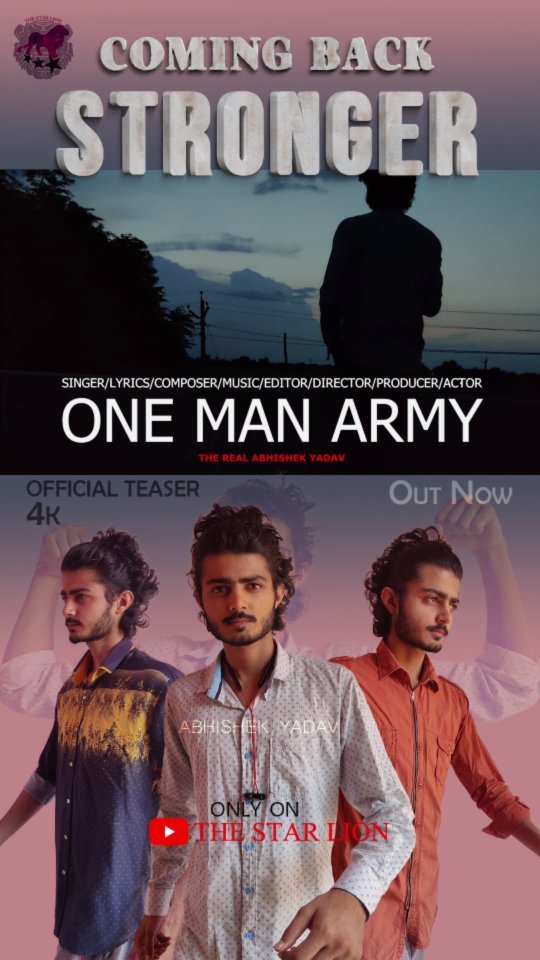 THE STAR LION
COMING BACK
STRONGER
SINGER/LYRICS/COMPOSER/MUSIC/EDITOR/DIRECTOR/PRODUCER/ACTOR
ONE MAN ARMY
THE REAL ABHISHEK YADAV
OFFICIAL TEASER
4K
OUT NOW
ABHISHEK YADAV
ONLY ON
THE STAR LION